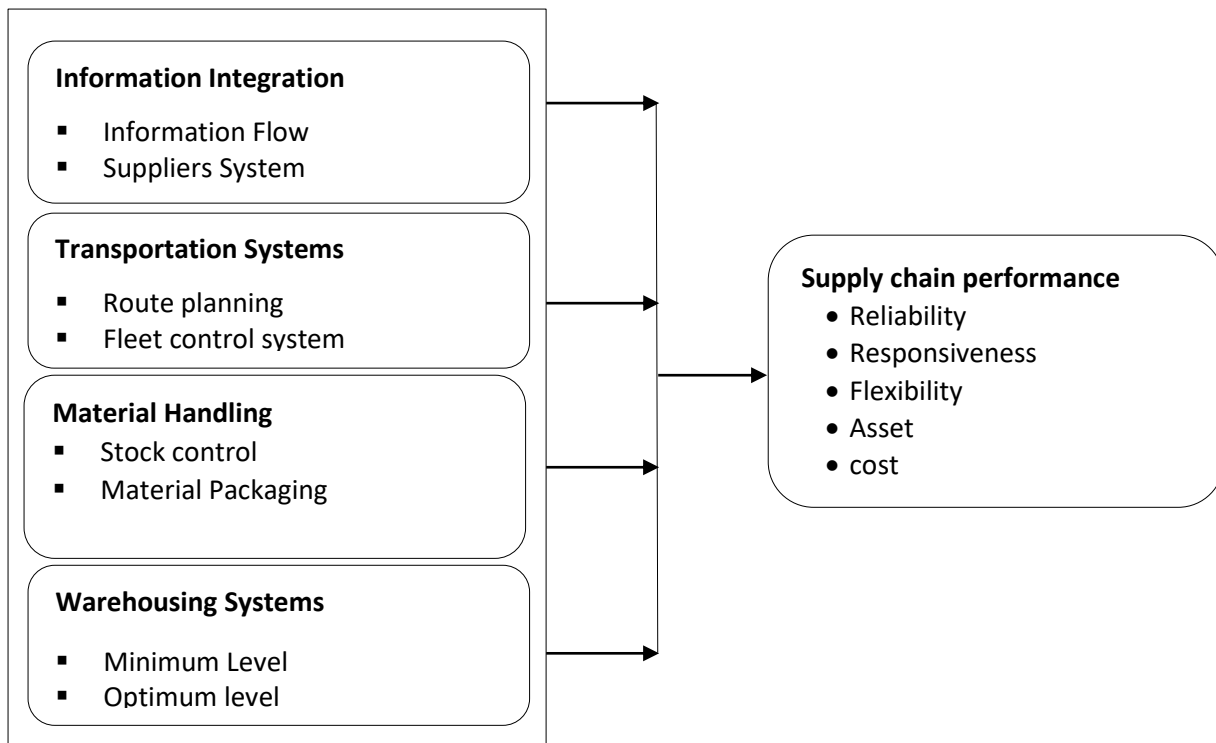 Information Integration
▪ Information Flow
▪ Suppliers System
Transportation Systems
▪ Route planning
▪ Fleet control system
Material Handling
▪ Stock control
▪ Material Packaging
Warehousing Systems
▪ Minimum Level
▪ Optimum level
Supply chain performance
• Reliability
• Responsiveness
• Flexibility
• Asset
• cost